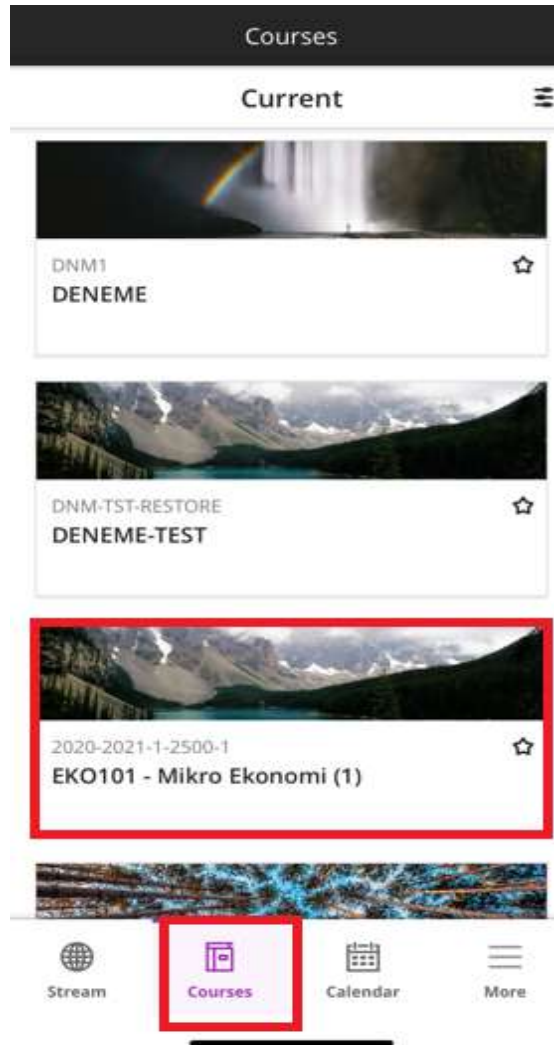 Courses
Current
DNM1
DENEME
DNM-TST-RESTORE
DENEME-TEST
2020-2021-1-2500-1
EKO101 - Mikro Ekonomi (1)
Stream Courses Calendar More